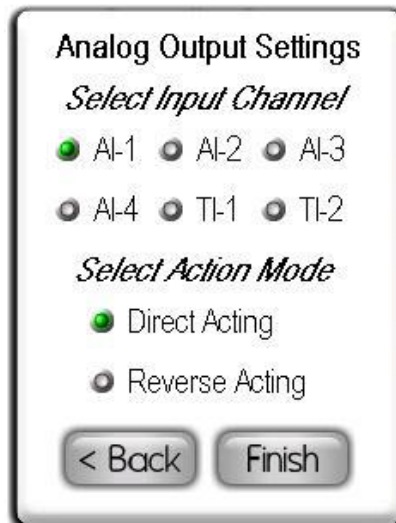 Analog Output Settings
Select Input Channel
AI-1 AI-2 AI-3
AI-4 TI-1 TI-2
Select Action Mode
Direct Acting
Reverse Acting
< Back Finish